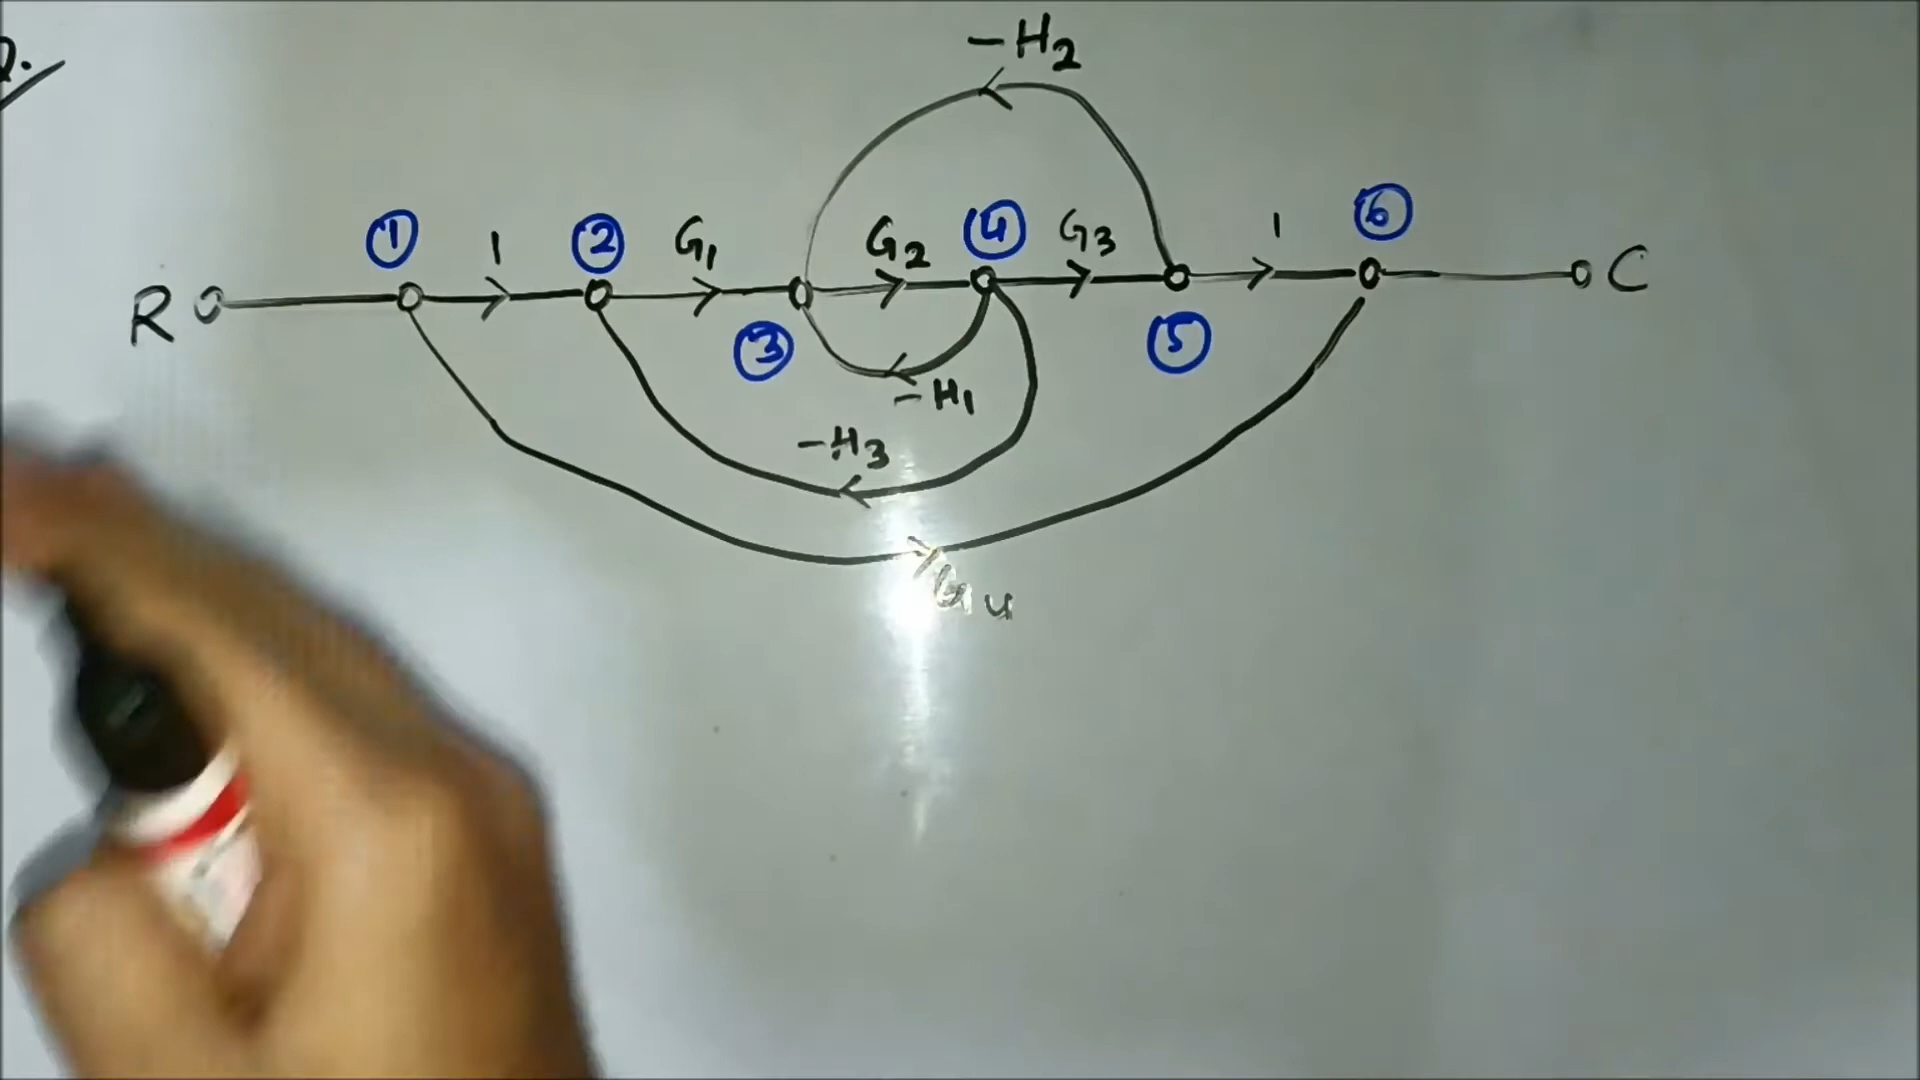 Q.
-H2
① 1 ② G1 G2 ④ G3 1 ⑥
R C
③ ⑤
-H1
-H3
G4